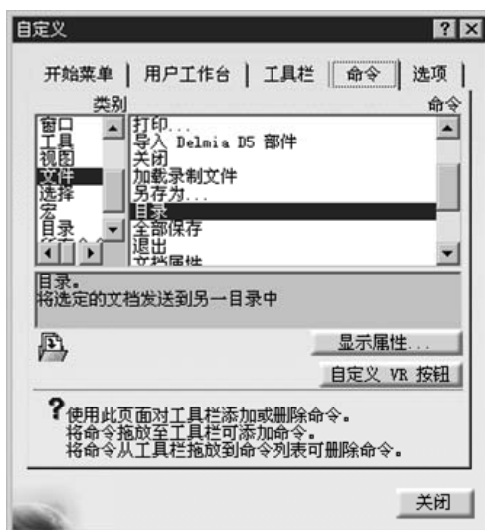 自定义
开始菜单 用户工作台 工具栏 命令 选项
类别 命令
窗口
工具
视图
文件
选择
宏
目录
打印...
导入 Delmia D5 部件
关闭
加载录制文件
另存为...
目录
全部保存
退出
文档属性
目录。
将选定的文档发送到另一目录中
显示属性...
自定义 VR 按钮
使用此页面对工具栏添加或删除命令。
将命令拖放至工具栏可添加命令。
将命令从工具栏拖放到命令列表可删除命令。
关闭